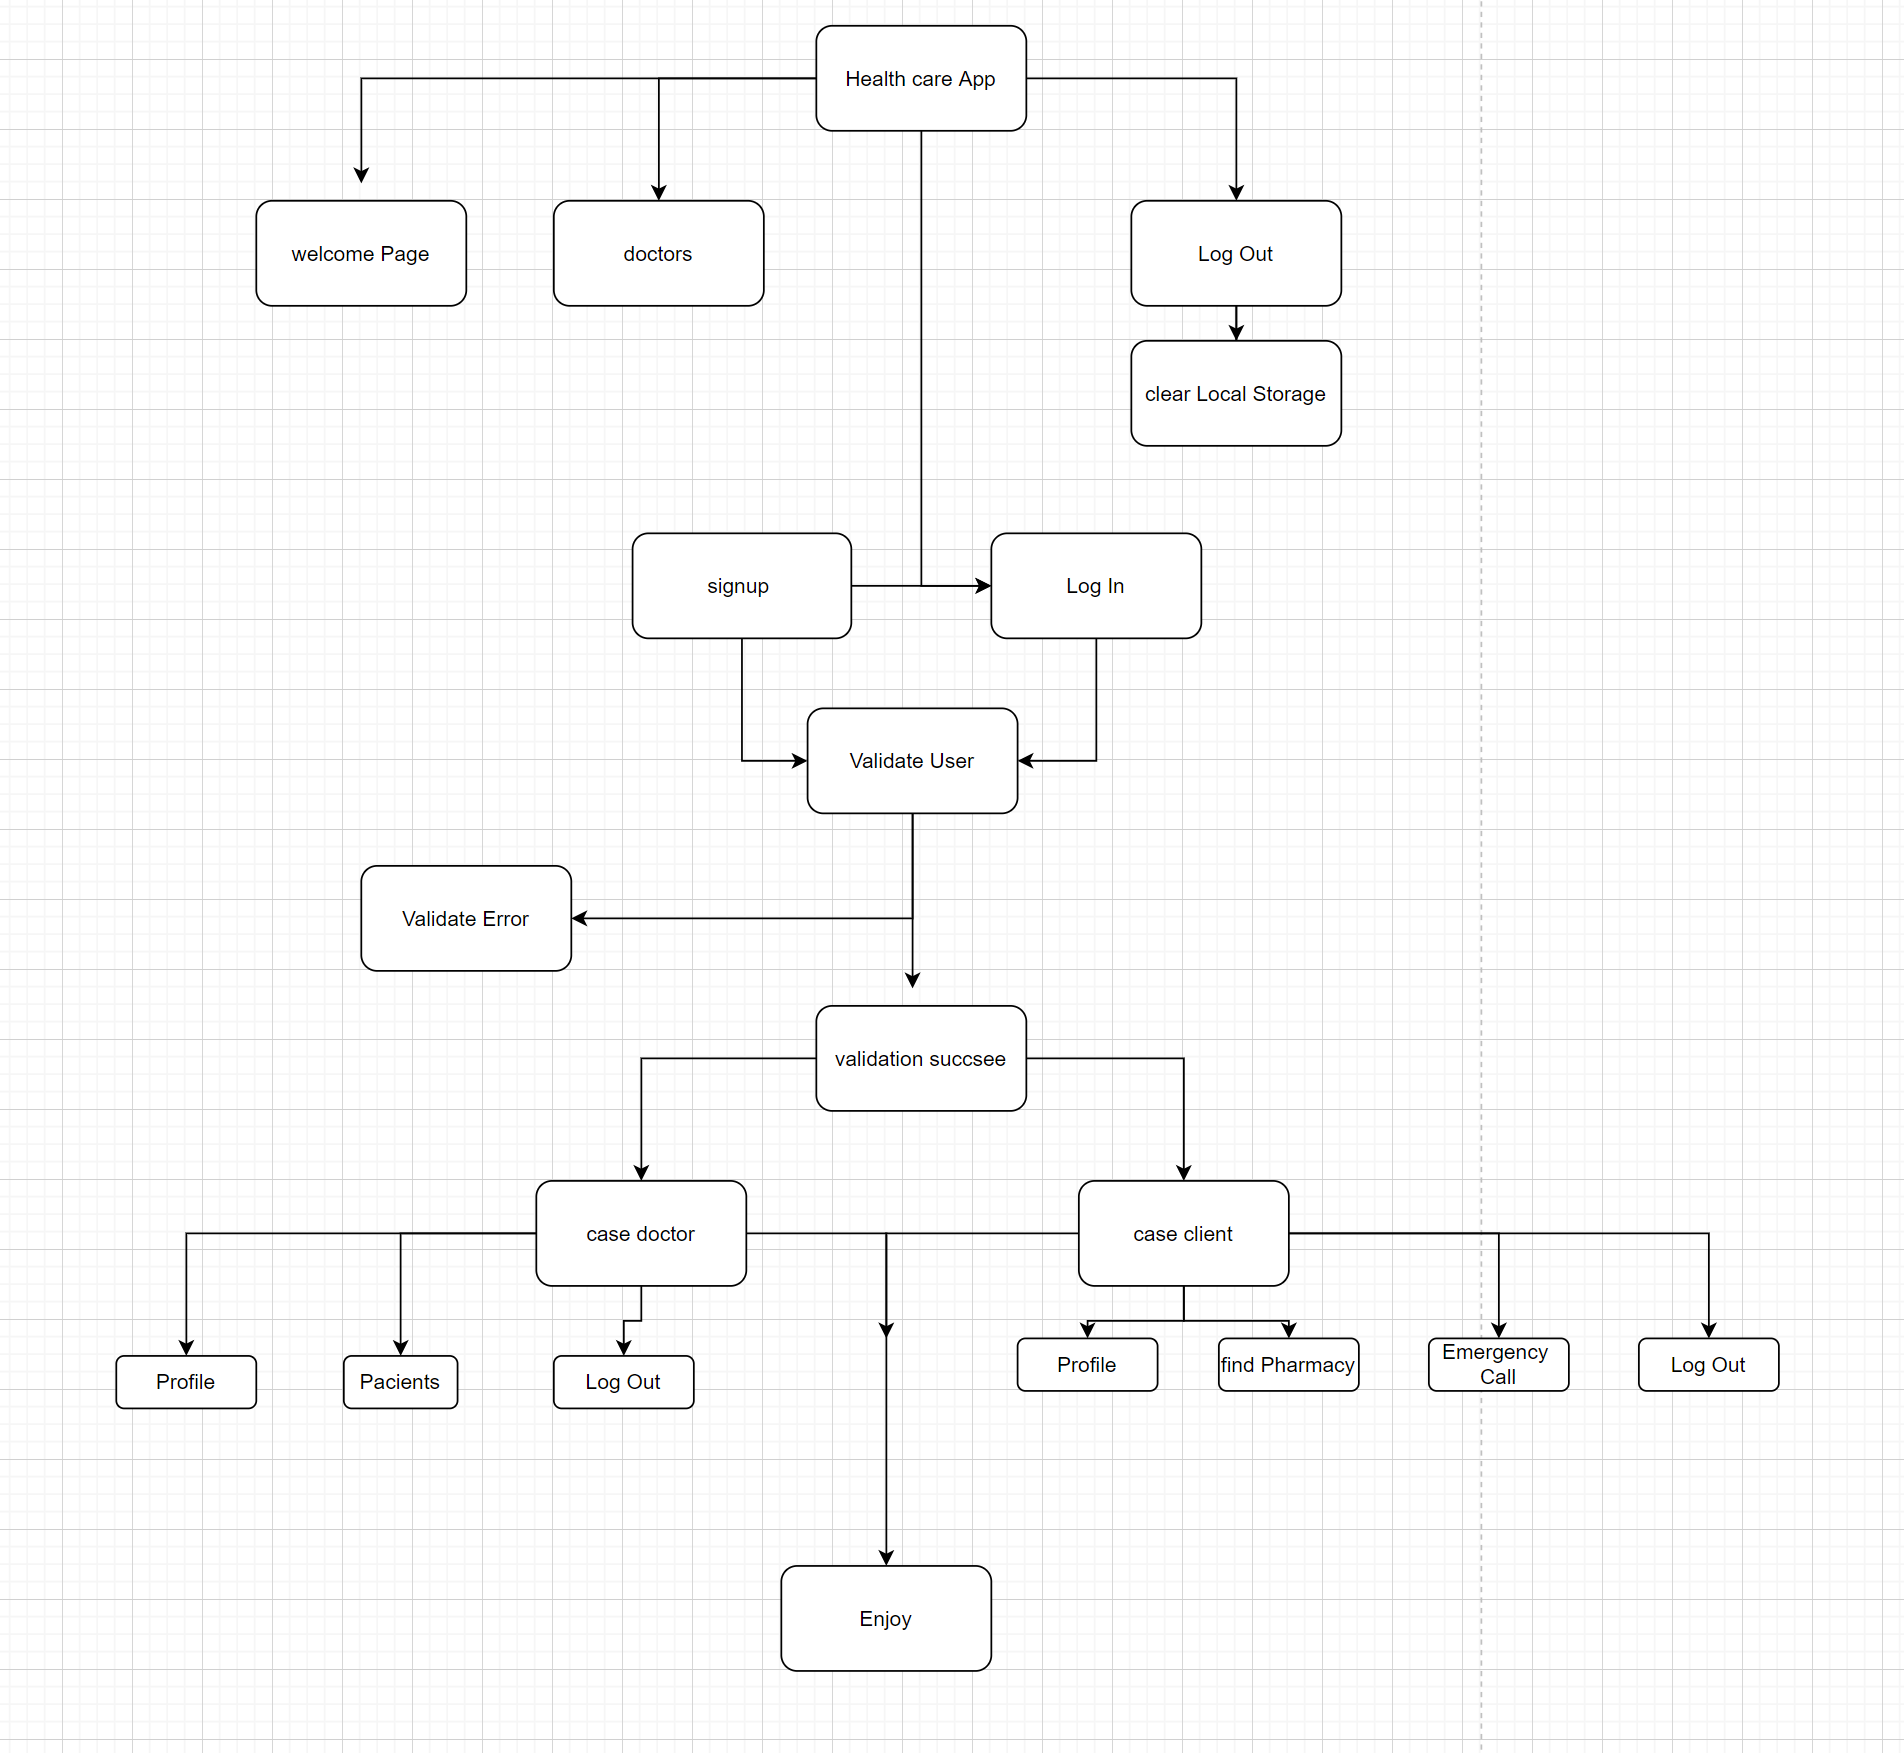 Health care App
welcome Page
doctors
Log Out
clear Local Storage
signup
Log In
Validate User
Validate Error
validation succsee
case doctor
case client
Profile
Pacients
Log Out
Profile
find Pharmacy
Emergency
Call
Log Out
Enjoy